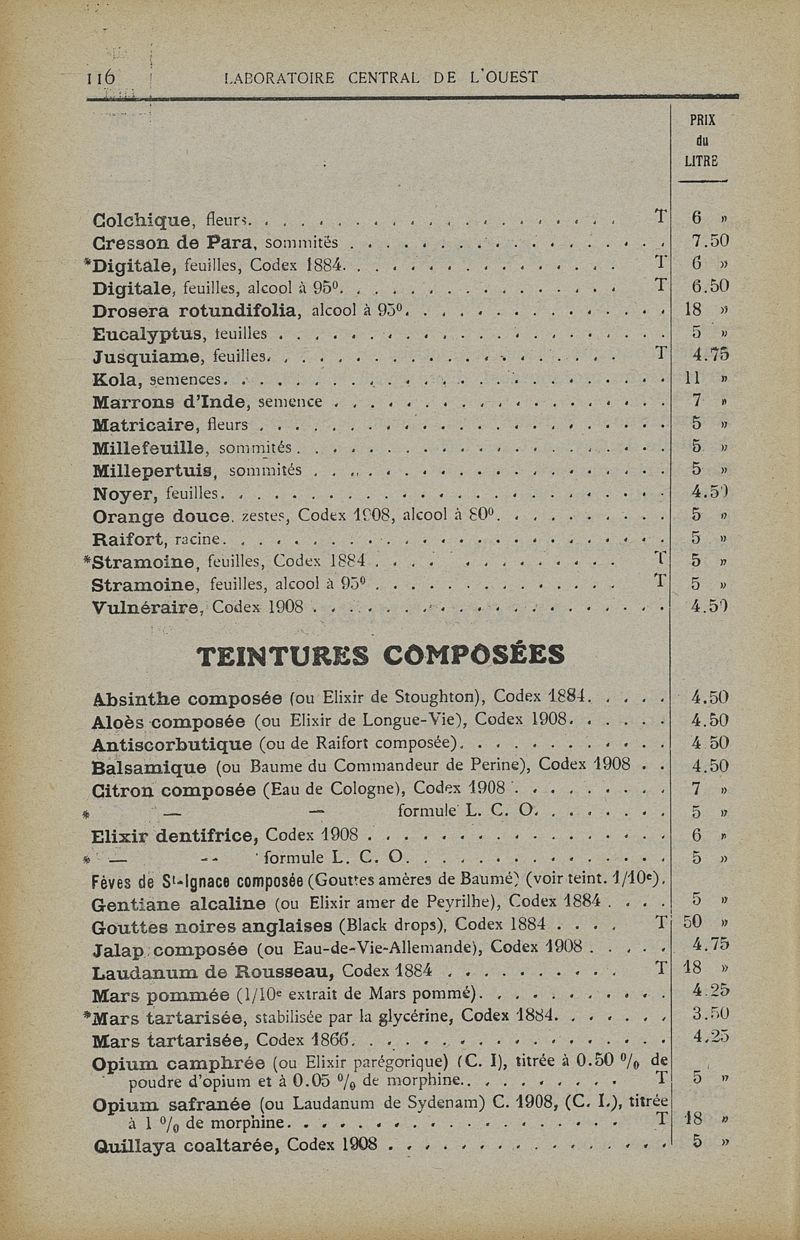 116 LABORATOIRE CENTRAL DE L'OUEST
PRIX
du
LITRE
Colchique, fleurs. . . . . . . . . . . . . . . . . . T 6 »
Cresson de Para, sommités . . . . . . . . . . . . . . . 7.50
*Digitale, feuilles, Codex 1884. . . . . . . . . . . . . T 6 »
Digitale, feuilles, alcool à 95°. . . . . . . . . . . . . T 6.50
Drosera rotundifolia, alcool à 95°. . . . . . . . . . . . 18 »
Eucalyptus, feuilles . . . . . . . . . . . . . . . . . . 5 »
Jusquiame, feuilles. . . . . . . . . . . . . . . . . T 4.75
Kola, semences. . . . . . . . . . . . . . . . . . . . 11 »
Marrons d'Inde, semence . . . . . . . . . . . . . . . . 7 »
Matricaire, fleurs . . . . . . . . . . . . . . . . . . . 5 »
Millefeuille, sommités . . . . . . . . . . . . . . . . . 5 »
Millepertuis, sommités . . . . . . . . . . . . . . . . . 5 »
Noyer, feuilles. . . . . . . . . . . . . . . . . . . . . 4.50
Orange douce. zestes, Codex 1908, alcool à 80°. . . . . . . . . 5 »
Raifort, racine. . . . . . . . . . . . . . . . . . . . . 5 »
*Stramoine, feuilles, Codex 1884 . . . . . . . . . . . . T 5 »
Stramoine, feuilles, alcool à 95° . . . . . . . . . . . . T 5 »
Vulnéraire, Codex 1908 . . . . . . . . . . . . . . . . . 4.50
TEINTURES COMPOSÉES
Absinthe composée (ou Elixir de Stoughton), Codex 1884. . . . . 4.50
Aloès composée (ou Elixir de Longue-Vie), Codex 1908. . . . . . 4.50
Antiscorbutique (ou de Raifort composée). . . . . . . . . . . 4 50
Balsamique (ou Baume du Commandeur de Perine), Codex 1908 . . 4.50
Citron composée (Eau de Cologne), Codex 1908 . . . . . . . . 7 »
* — — formule L. C. O. . . . . . . . 5 »
Elixir dentifrice, Codex 1908 . . . . . . . . . . . . . . . 6 »
* — — formule L. C. O. . . . . . . . . . . . . 5 »
Fèves de St-Ignace composée (Gouttes amères de Baumé) (voir teint. 1/10e).
Gentiane alcaline (ou Elixir amer de Peyrilhe), Codex 1884 . . . . 5 »
Gouttes noires anglaises (Black drops), Codex 1884 . . . . T 50 »
Jalap composée (ou Eau-de-Vie-Allemande), Codex 1908 . . . . . 4.75
Laudanum de Rousseau, Codex 1884 . . . . . . . . . . T 18 »
Mars pommée (1/10e extrait de Mars pommé). . . . . . . . . . 4.25
*Mars tartarisée, stabilisée par la glycérine, Codex 1884. . . . . . . 3.50
Mars tartarisée, Codex 1866. . . . . . . . . . . . . . . . 4.25
Opium camphrée (ou Elixir parégorique) (C. I), titrée à 0.50 % de
poudre d'opium et à 0.05 % de morphine. . . . . . . . . T 5 »
Opium safranée (ou Laudanum de Sydenam) C. 1908, (C. I.), titrée
à 1 % de morphine. . . . . . . . . . . . . . . . . T 18 »
Quillaya coaltarée, Codex 1908 . . . . . . . . . . . . . . 5 »